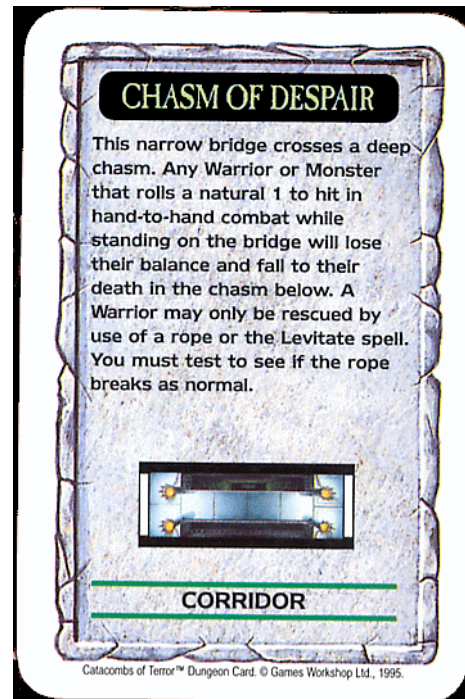 CHASM OF DESPAIR
This narrow bridge crosses a deep
chasm. Any Warrior or Monster
that rolls a natural 1 to hit in
hand-to-hand combat while
standing on the bridge will lose
their balance and fall to their
death in the chasm below. A
Warrior may only be rescued by
use of a rope or the Levitate spell.
You must test to see if the rope
breaks as normal.
CORRIDOR
Catacombs of Terror™ Dungeon Card. © Games Workshop Ltd., 1995.